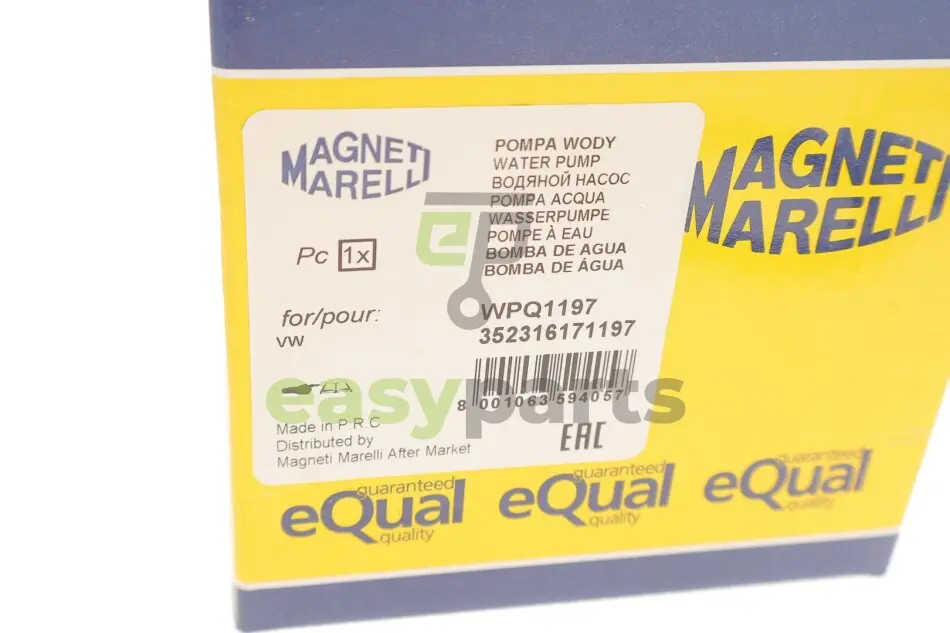 MAGNETI
MARELLI
POMPA WODY
WATER PUMP
ВОДЯНОЙ НАСОС
POMPA ACQUA
WASSERPUMPE
POMPE À EAU
BOMBA DE AGUA
BOMBA DE ÁGUA
Pc 1x
for/pour:
VW
WPQ1197
352316171197
8 001063 594057
Made in P.R.C
Distributed by
Magneti Marelli After Market
EAC
MAGNETI
MARELLI
ep
easyparts
guaranteed
eQual
quality
guaranteed
eQual
quality
guaranteed
eQual
quality